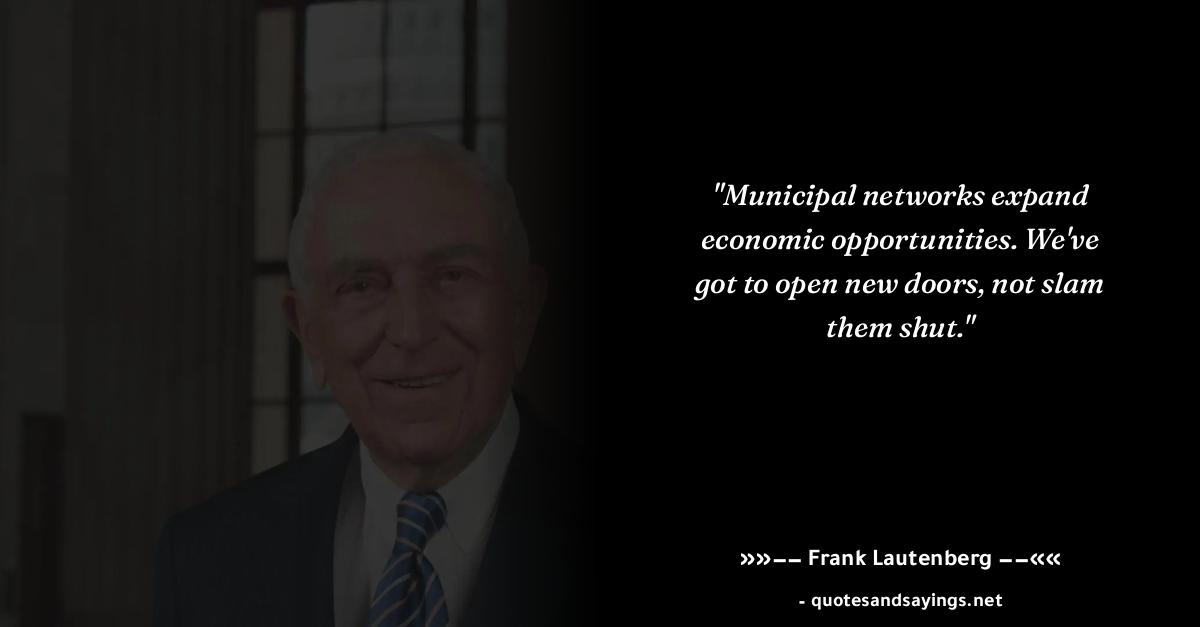 "Municipal networks expand
economic opportunities. We've
got to open new doors, not slam
them shut."
»»–– Frank Lautenberg ––««
- quotesandsayings.net